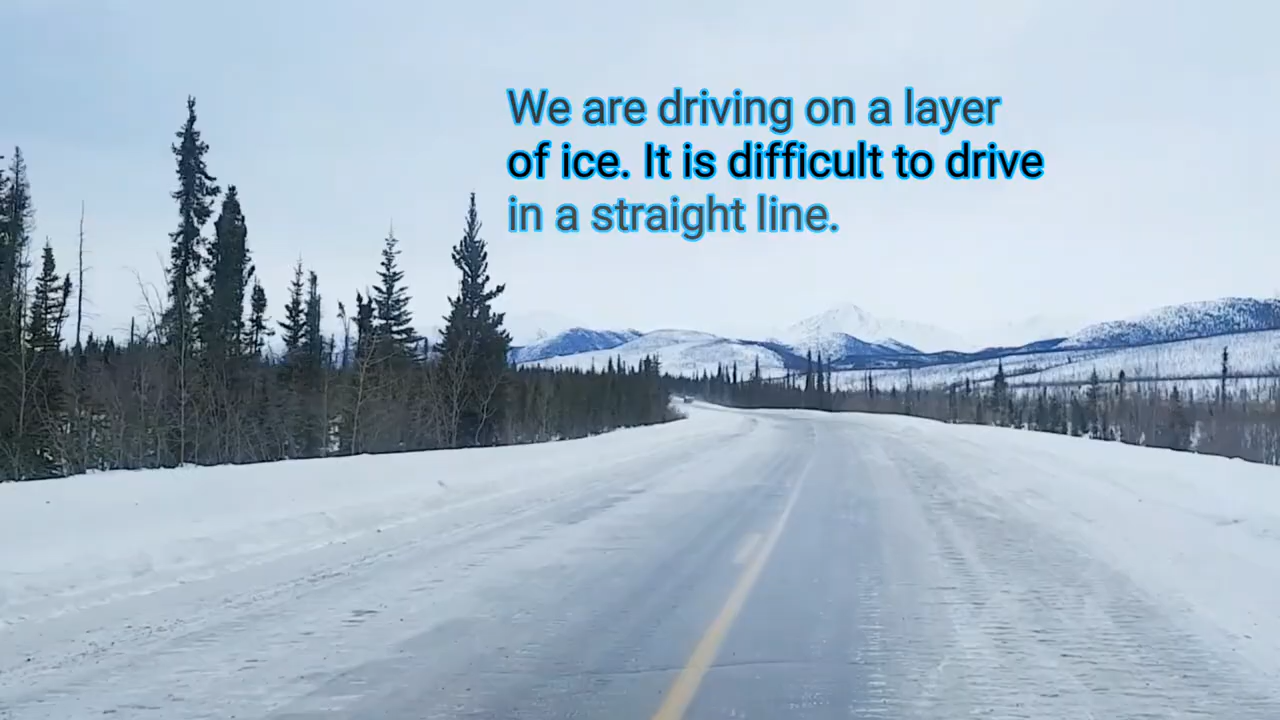 We are driving on a layer
of ice. It is difficult to drive
in a straight line.